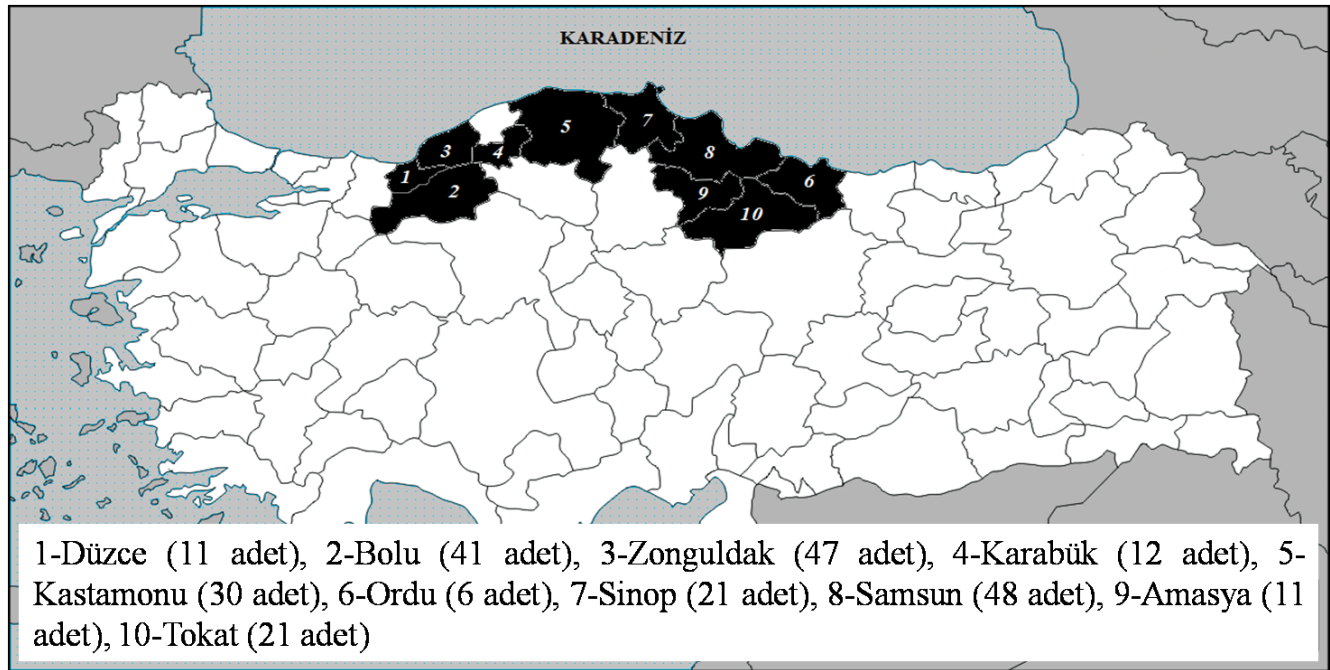 KARADENİZ
5
7
3
4
8
1
2
9
6
10
1-Düzce (11 adet), 2-Bolu (41 adet), 3-Zonguldak (47 adet), 4-Karabük (12 adet), 5-
Kastamonu (30 adet), 6-Ordu (6 adet), 7-Sinop (21 adet), 8-Samsun (48 adet), 9-Amasya (11
adet), 10-Tokat (21 adet)